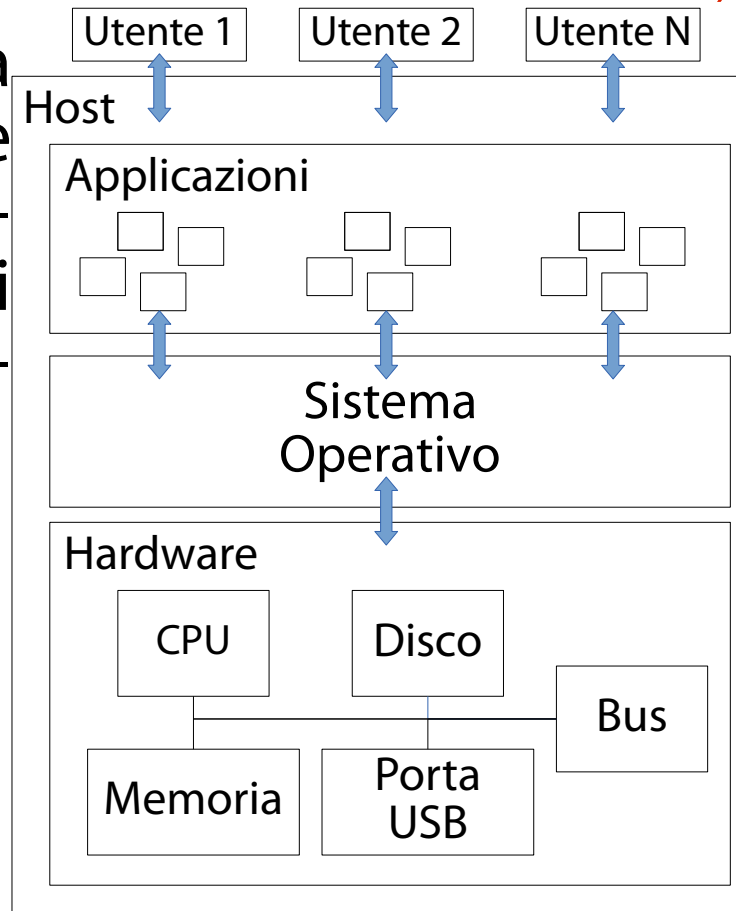 Utente 1
Utente 2
Utente N
Host
Applicazioni
Sistema
Operativo
Hardware
CPU
Disco
Bus
Memoria
Porta
USB